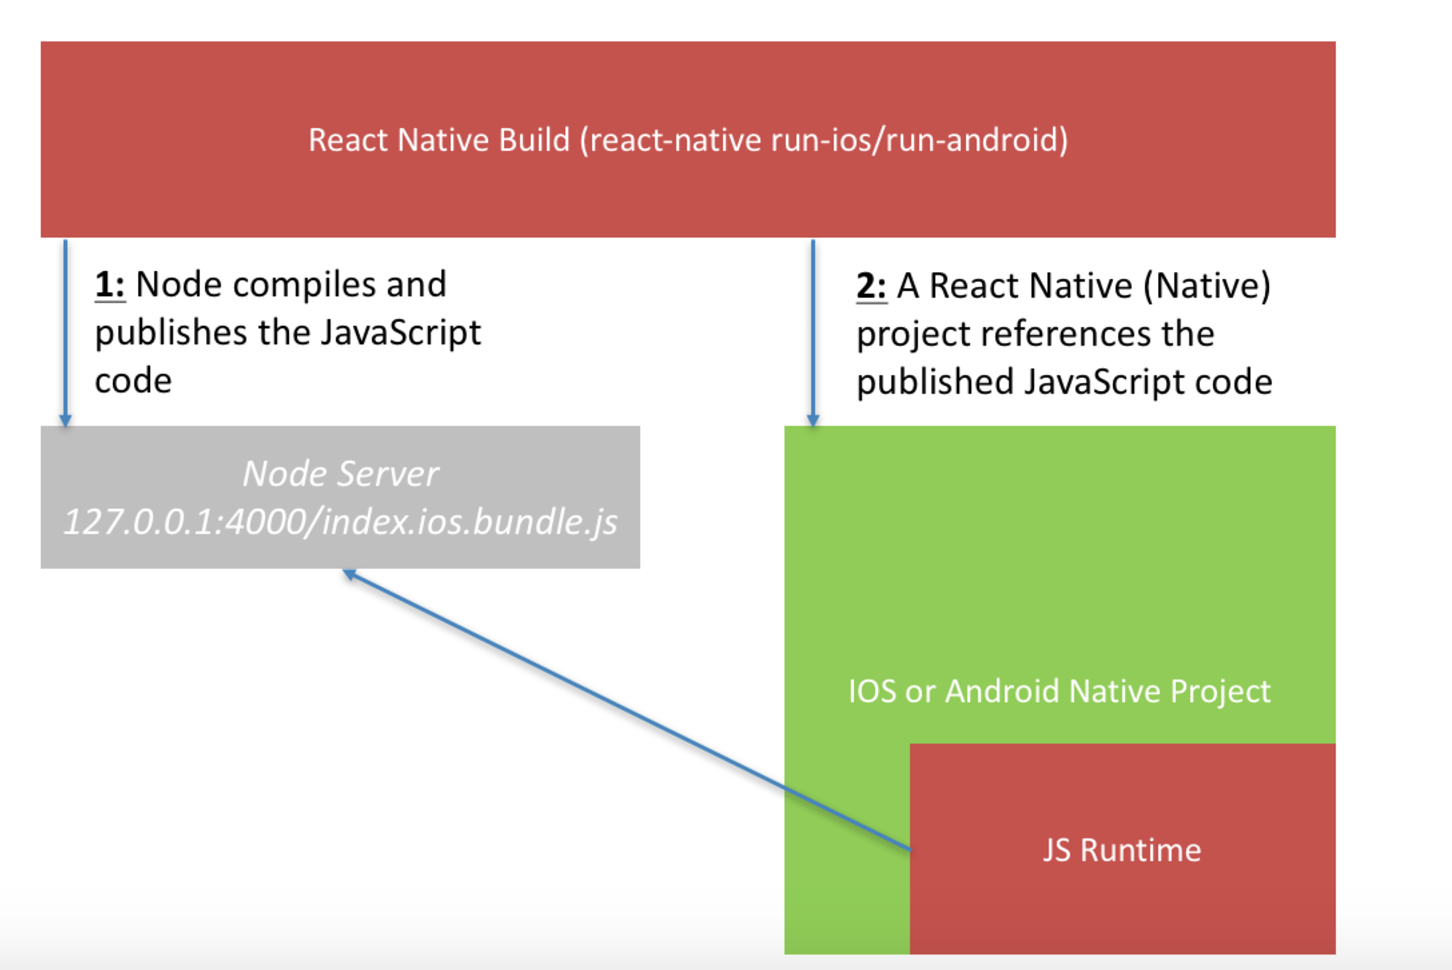 React Native Build (react-native run-ios/run-android)
1: Node compiles and
publishes the JavaScript
code
2: A React Native (Native)
project references the
published JavaScript code
Node Server
127.0.0.1:4000/index.ios.bundle.js
IOS or Android Native Project
JS Runtime